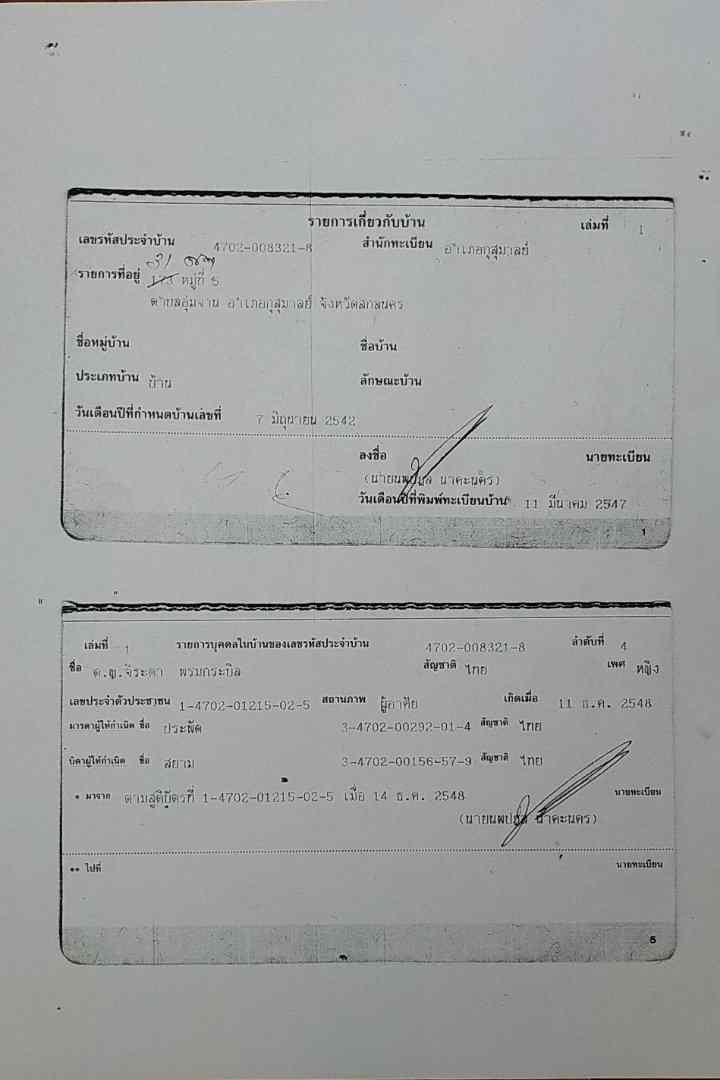 รายการเกี่ยวกับบ้าน เล่มที่ 1
เลขรหัสประจำบ้าน 4702-008321-8 สำนักทะเบียน อำเภอกุสุมาลย์
31
รายการที่อยู่ 173 หมู่ที่ 5
ตำบลอุ่มจาน อำเภอกุสุมาลย์ จังหวัดสกลนคร
ชื่อหมู่บ้าน ชื่อบ้าน
ประเภทบ้าน บ้าน ลักษณะบ้าน
วันเดือนปีที่กำหนดบ้านเลขที่ 7 มิถุนายน 2542
ลงชื่อ นายทะเบียน
(นาย นาคะนคร)
วันเดือนปีที่พิมพ์ทะเบียนบ้าน 11 มีนาคม 2547
1
เล่มที่ 1 รายการบุคคลในบ้านของเลขรหัสประจำบ้าน 4702-008321-8 ลำดับที่ 4
ชื่อ ด.ญ.จิระดา พรมกระบิล สัญชาติ ไทย เพศ หญิง
เลขประจำตัวประชาชน 1-4702-01215-02-5 สถานภาพ ผู้อาศัย เกิดเมื่อ 11 ธ.ค. 2548
มารดาผู้ให้กำเนิด ชื่อ ประพัด 3-4702-00292-01-4 สัญชาติ ไทย
บิดาผู้ให้กำเนิด ชื่อ สยาม 3-4702-00156-57-9 สัญชาติ ไทย
* มาจาก ตามสูติบัตรที่ 1-4702-01215-02-5 เมื่อ 14 ธ.ค. 2548 นายทะเบียน
(นาย นาคะนคร)
** ไปที่ นายทะเบียน
5